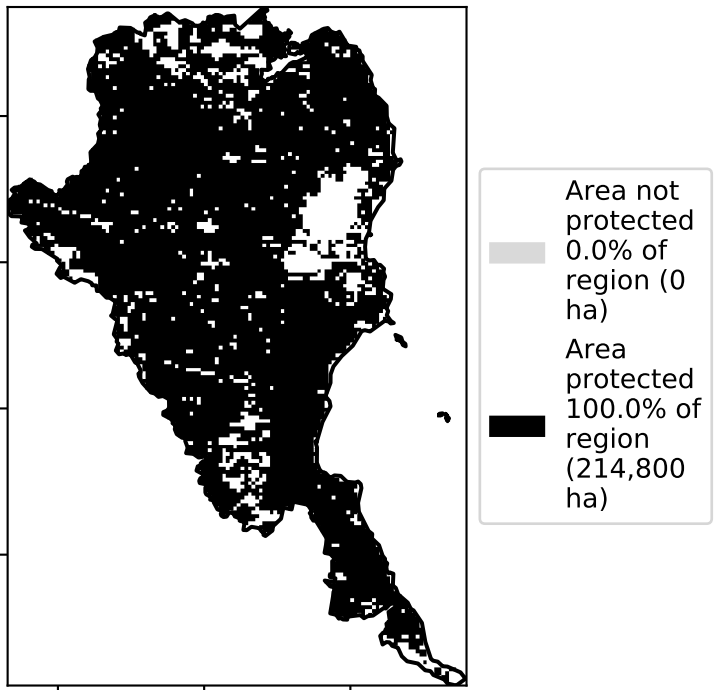 Area not
protected
0.0% of
region (0
ha)
Area
protected
100.0% of
region
(214,800
ha)